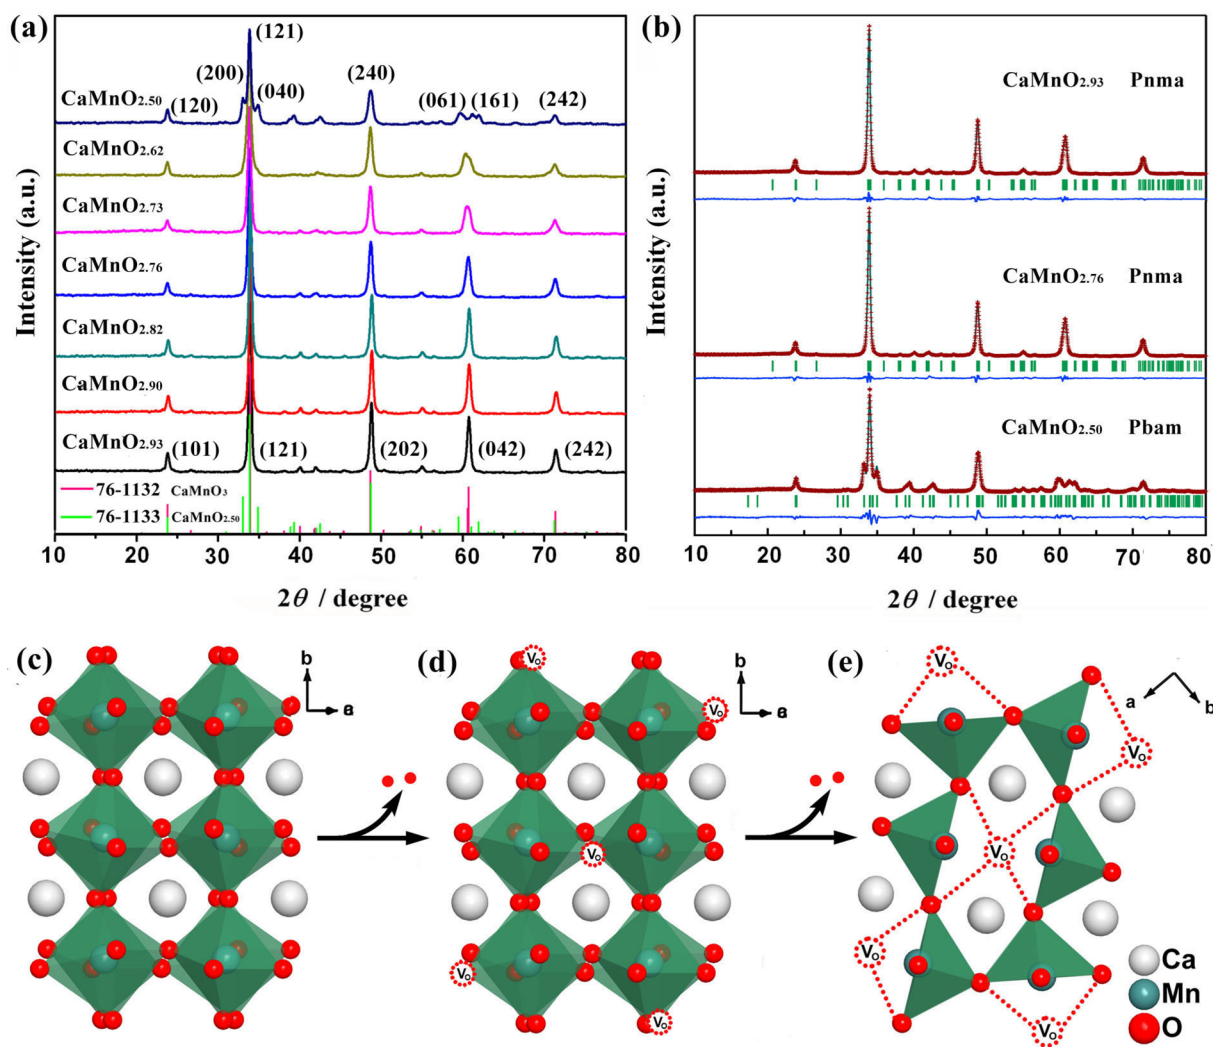 (a)
(121)
(200)
(040)
(240)
(061)
(161)
(242)
CaMnO2.50
(120)
CaMnO2.62
CaMnO2.73
CaMnO2.76
CaMnO2.82
CaMnO2.90
CaMnO2.93
(101)
(121)
(202)
(042)
(242)
76-1132 CaMnO3
76-1133 CaMnO2.50
10 20 30 40 50 60 70 80
2θ / degree
Intensity (a.u.)
(b)
CaMnO2.93 Pnma
CaMnO2.76 Pnma
CaMnO2.50 Pbam
10 20 30 40 50 60 70 80
2θ / degree
Intensity (a.u.)
(c)
b
(d)
Vo
b
Vo
Vo
Vo
Vo
(e)
Vo
a
b
Vo
Vo
Vo
Vo
Ca
Mn
O